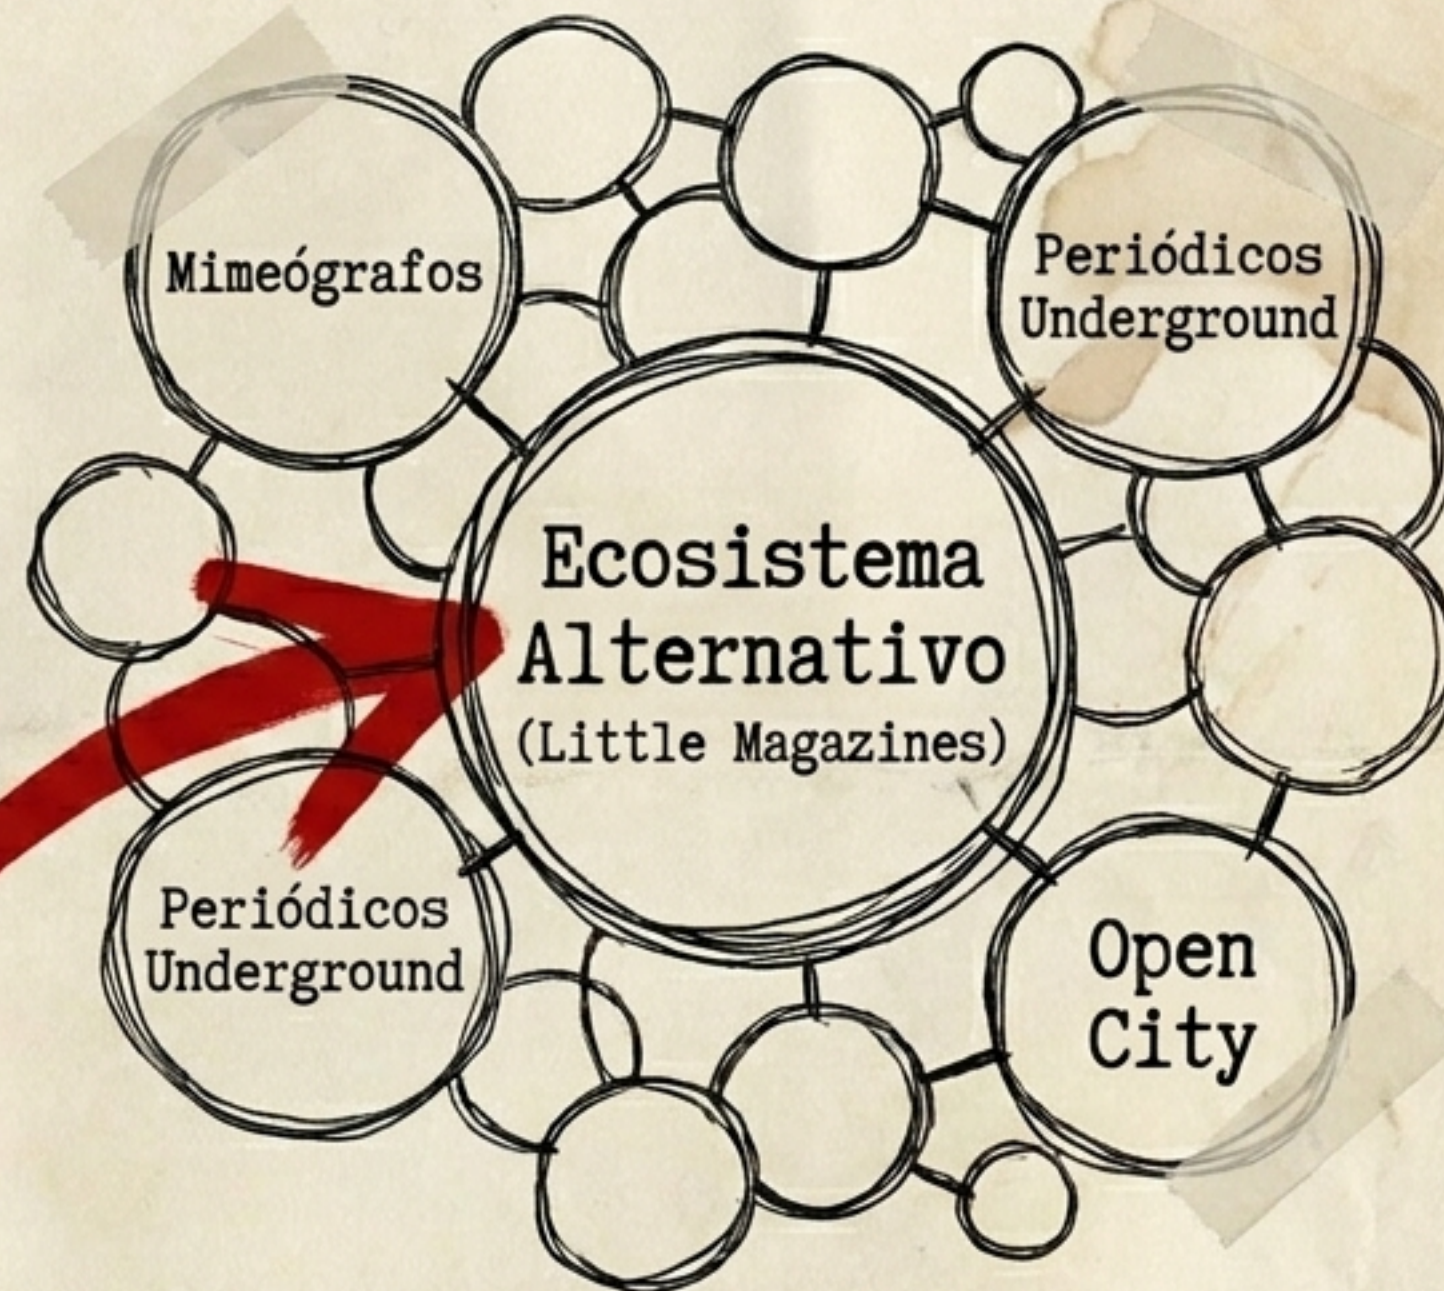 Mimeógrafos
Periódicos
Underground
Ecosistema
Alternativo
(Little Magazines)
Periódicos
Underground
Open
City